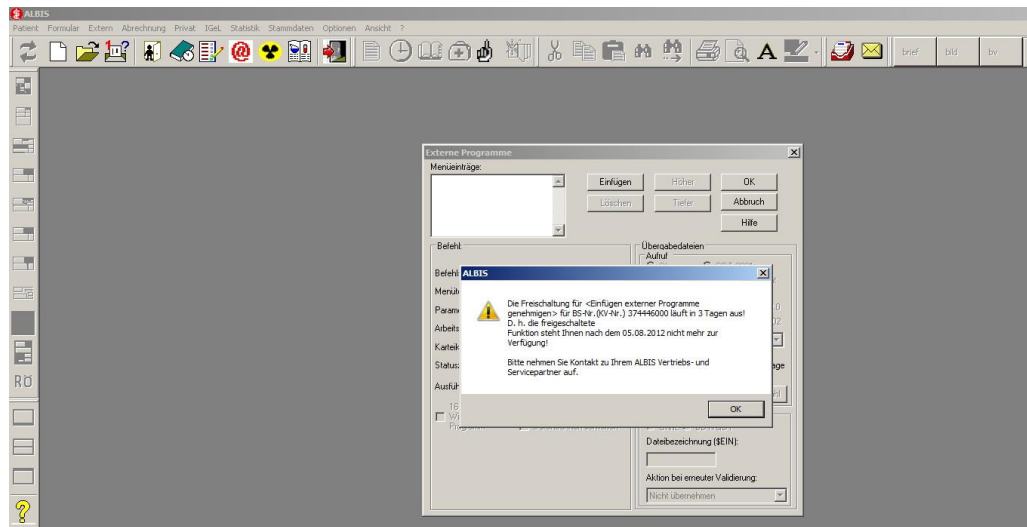 ALBIS
Patient Formular Extern Abrechnung Privat IGeL Statistik Stammdaten Optionen Ansicht ?
brief bild bv
RÖ
Externe Programme
Menüeinträge:
Einfügen Höher OK
Löschen Tiefer Abbruch
Hilfe
Befehl: Übergabedateien
Aufruf
Befehl:
ALBIS
Die Freischaltung für <Einfügen externer Programme
genehmigen> für BS-Nr.(KV-Nr.) 374446000 läuft in 3 Tagen aus!
D. h. die freigeschaltete
Funktion steht Ihnen nach dem 05.08.2012 nicht mehr zur
Verfügung!
Bitte nehmen Sie Kontakt zu Ihrem ALBIS Vertriebs- und
Servicepartner auf.
OK
Status:
16
Dateibezeichnung ($EIN):
Aktion bei erneuter Validierung:
Nicht übernehmen